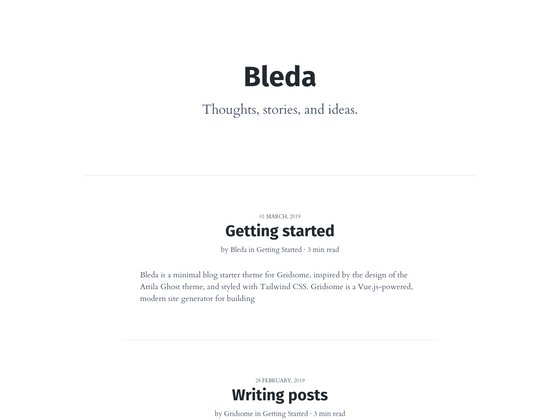 Bleda
Thoughts, stories, and ideas.
01 MARCH, 2019
Getting started
by Bleda in Getting Started · 3 min read
Bleda is a minimal blog starter theme for Gridsome, inspired by the design of the
Attila Ghost theme, and styled with Tailwind CSS. Gridsome is a Vue.js-powered,
modern site generator for building
28 FEBRUARY, 2019
Writing posts
by Gridsome in Getting Started · 3 min read